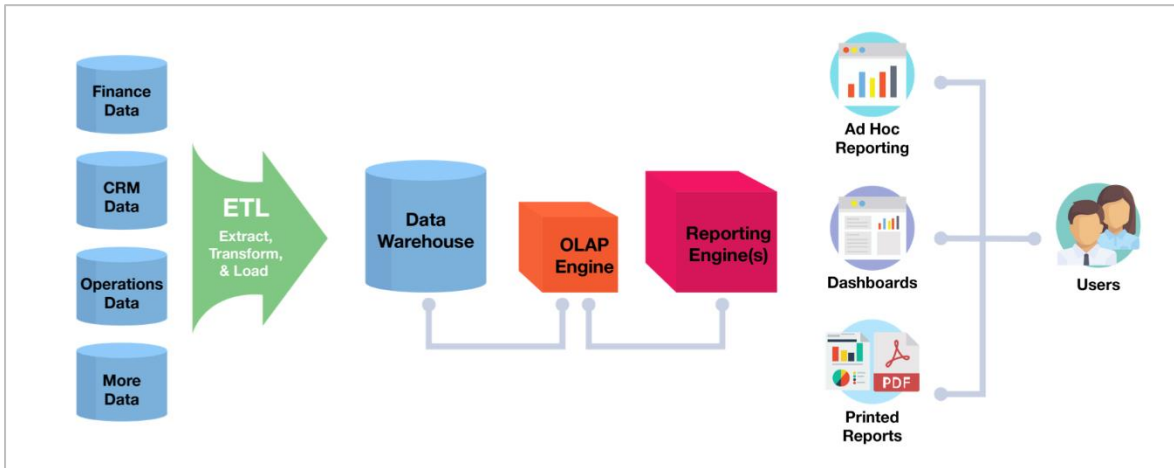 Finance
Data
CRM
Data
Operations
Data
More
Data
ETL
Extract,
Transform,
& Load
Data
Warehouse
OLAP
Engine
Reporting
Engine(s)
Ad Hoc
Reporting
Dashboards
PDF
Printed
Reports
Users